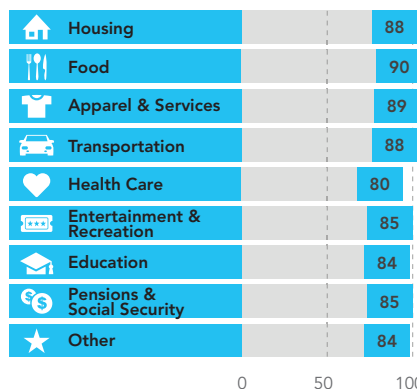 Housing 88
Food 90
Apparel & Services 89
Transportation 88
Health Care 80
Entertainment &
Recreation 85
Education 84
Pensions &
Social Security 85
Other 84
0 50 100